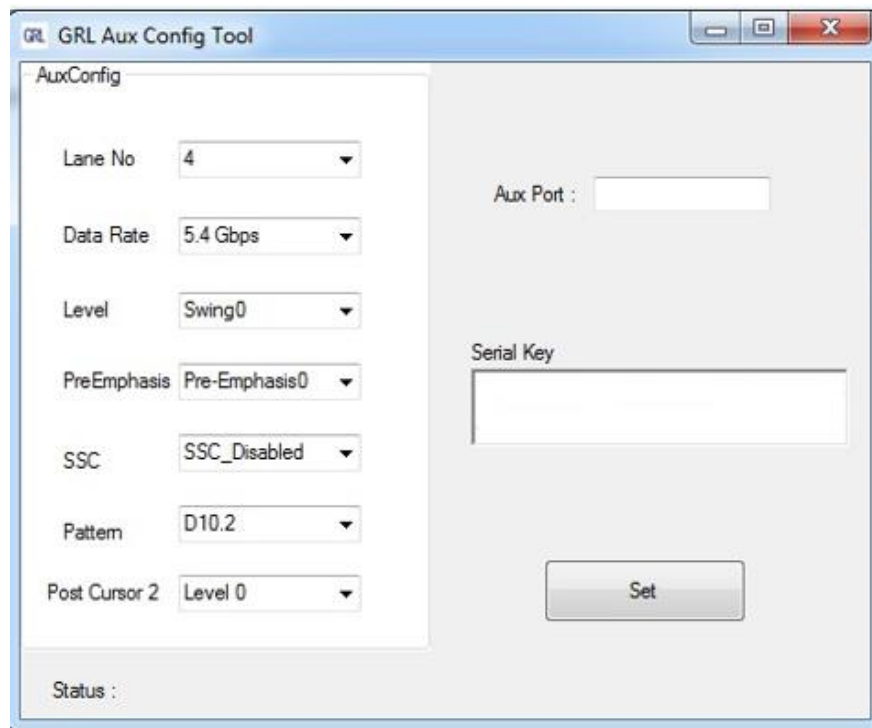 GRL GRL Aux Config Tool
AuxConfig
Lane No 4
Data Rate 5.4 Gbps
Level Swing0
PreEmphasis Pre-Emphasis0
SSC SSC_Disabled
Pattern D10.2
Post Cursor 2 Level 0
Aux Port :
Serial Key
Set
Status :